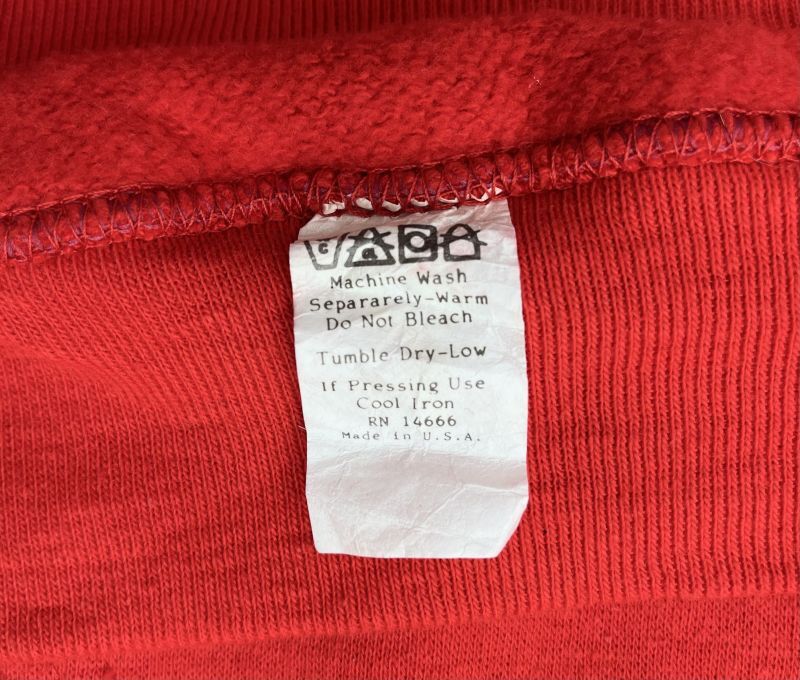 Machine Wash
Separarely-Warm
Do Not Bleach
Tumble Dry-Low
If Pressing Use
Cool Iron
RN 14666
Made in U.S.A.